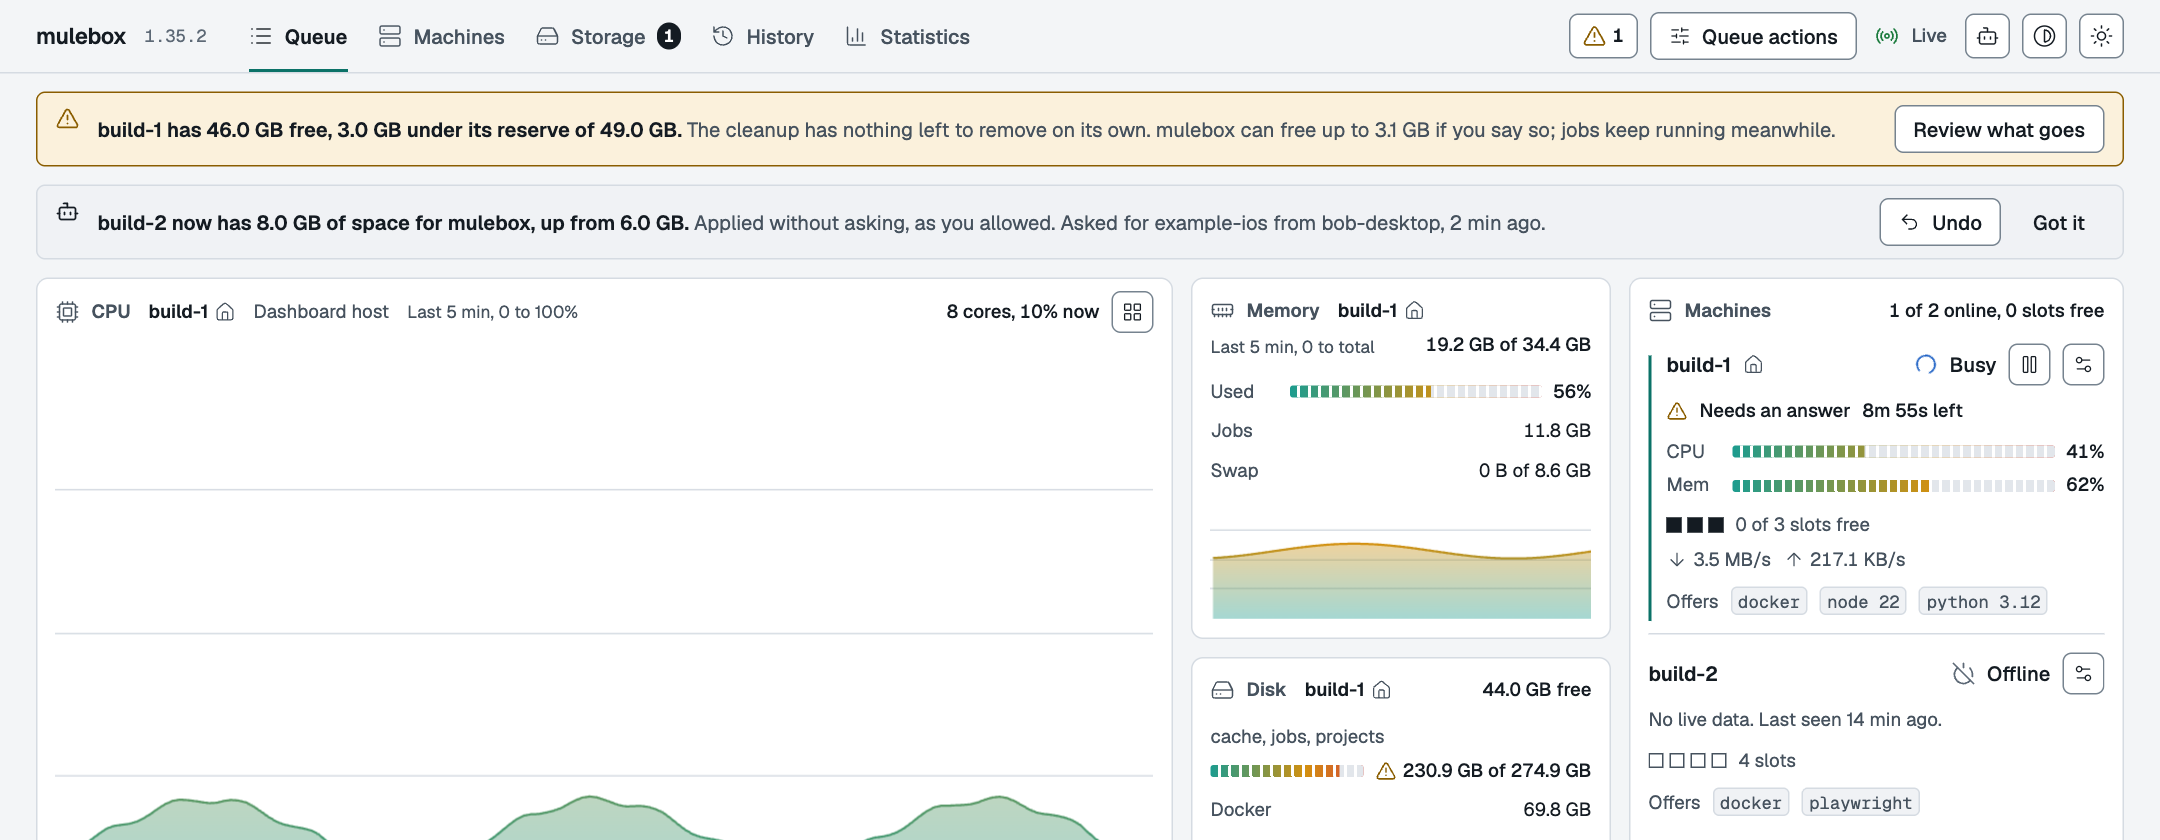 mulebox 1.35.2 Queue Machines Storage 1 History Statistics 1 Queue actions Live
build-1 has 46.0 GB free, 3.0 GB under its reserve of 49.0 GB. The cleanup has nothing left to remove on its own. mulebox can free up to 3.1 GB if you say so; jobs keep running meanwhile. Review what goes
build-2 now has 8.0 GB of space for mulebox, up from 6.0 GB. Applied without asking, as you allowed. Asked for example-ios from bob-desktop, 2 min ago. Undo Got it
CPU build-1 Dashboard host Last 5 min, 0 to 100% 8 cores, 10% now
Memory build-1
Last 5 min, 0 to total 19.2 GB of 34.4 GB
Used 56%
Jobs 11.8 GB
Swap 0 B of 8.6 GB
Disk build-1 44.0 GB free
cache, jobs, projects
230.9 GB of 274.9 GB
Docker 69.8 GB
Machines 1 of 2 online, 0 slots free
build-1 Busy
Needs an answer 8m 55s left
CPU 41%
Mem 62%
0 of 3 slots free
3.5 MB/s 217.1 KB/s
Offers docker node 22 python 3.12
build-2 Offline
No live data. Last seen 14 min ago.
4 slots
Offers docker playwright